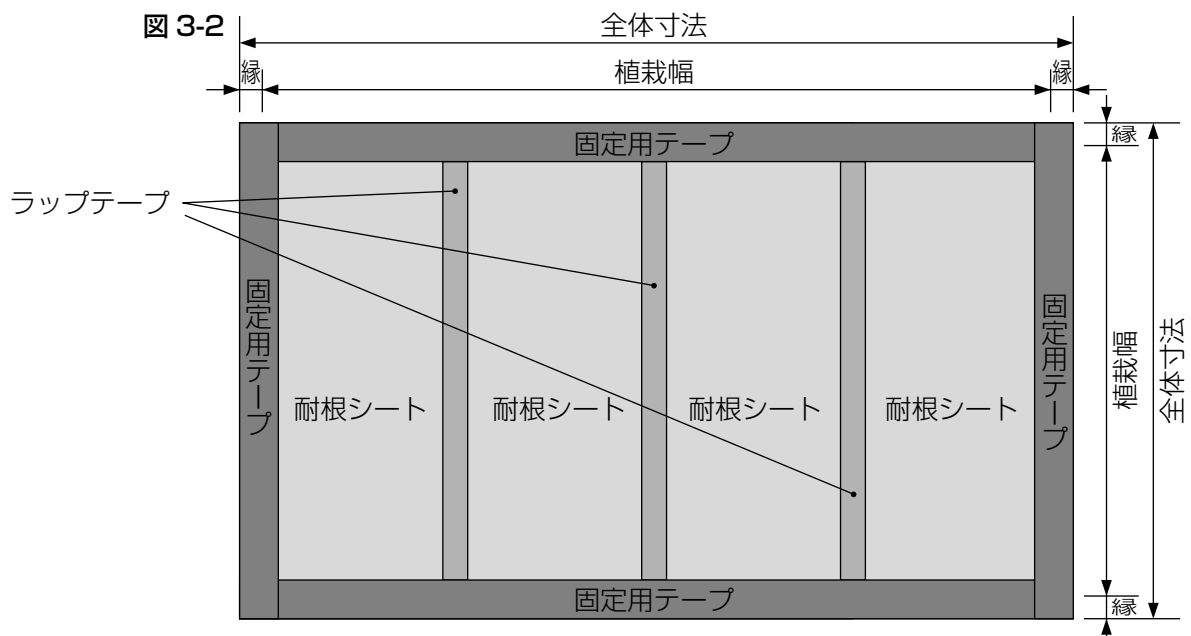 図 3-2
全体寸法
縁
植栽幅
縁
固定用テープ
縁
ラップテープ
固定用テープ
耐根シート
耐根シート
耐根シート
耐根シート
固定用テープ
植栽幅
全体寸法
固定用テープ
縁